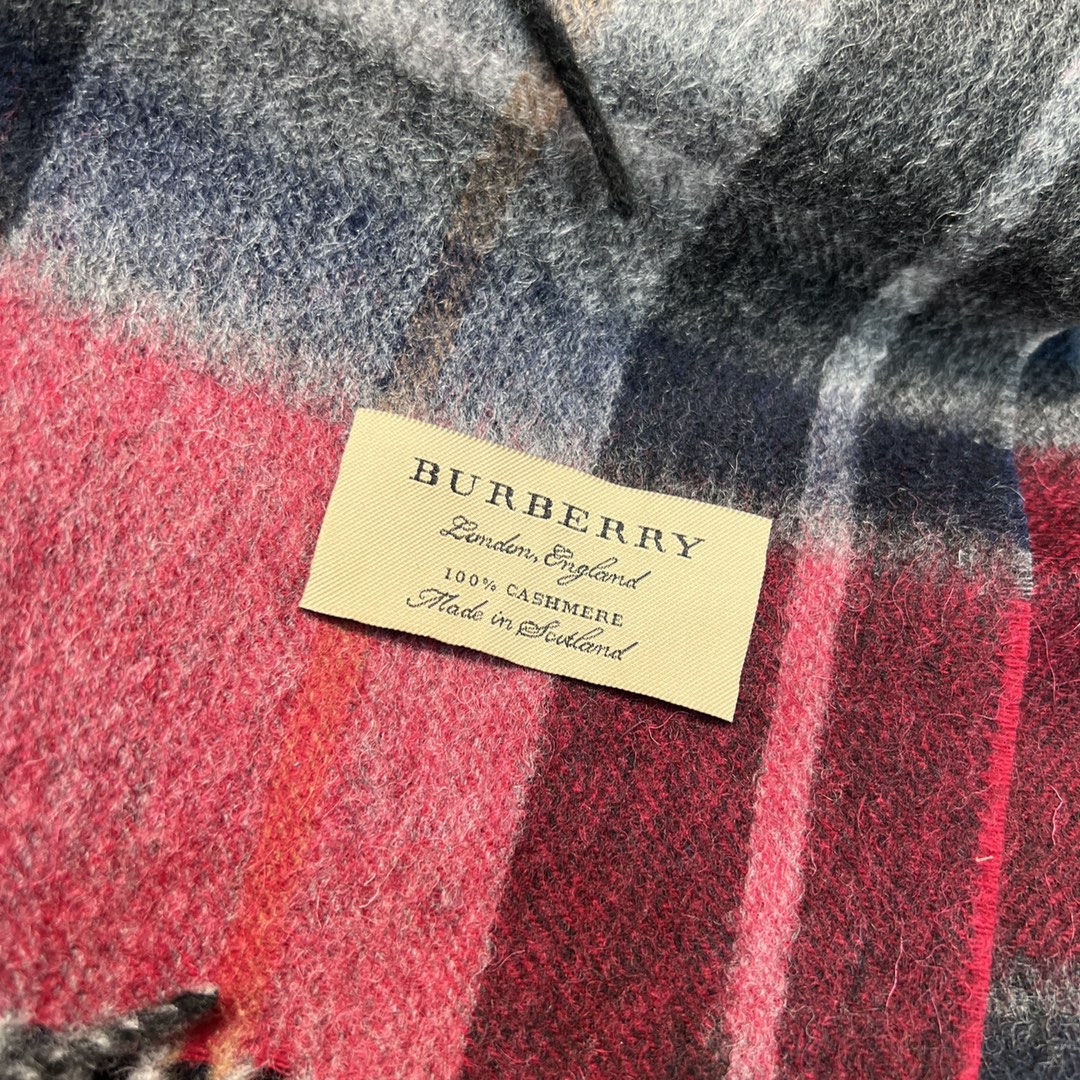 BURBERRY
London, England
100% CASHMERE
Made in Scotland